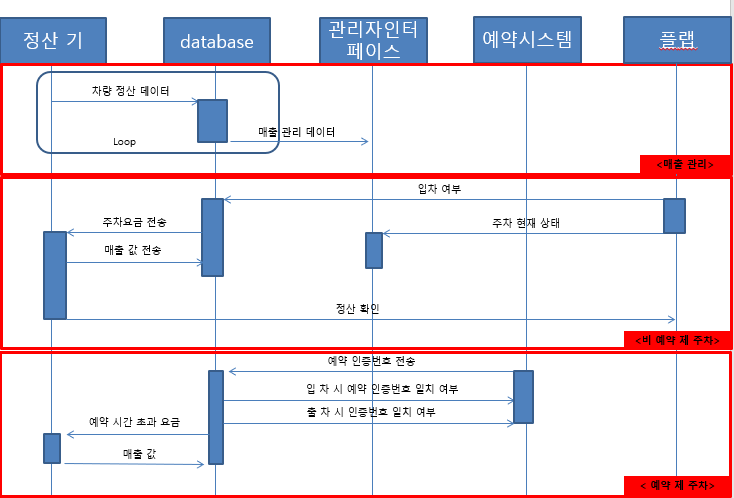 정산 기
database
관리자인터
페이스
예약시스템
플랩
차량 정산 데이터
매출 관리 데이터
Loop
<매출 관리>
입차 여부
주차요금 전송
주차 현재 상태
매출 값 전송
정산 확인
<비 예약 제 주차>
예약 인증번호 전송
입 차 시 예약 인증번호 일치 여부
출 차 시 인증번호 일치 여부
예약 시간 초과 요금
매출 값
< 예약 제 주차>